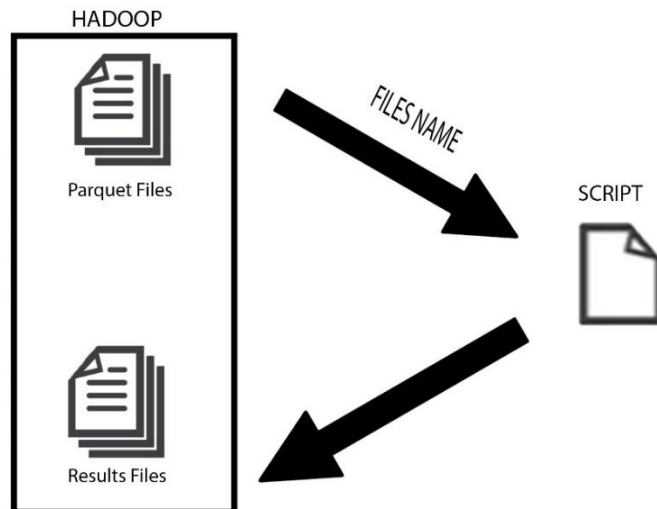 HADOOP
Parquet Files
FILES NAME
SCRIPT
Results Files